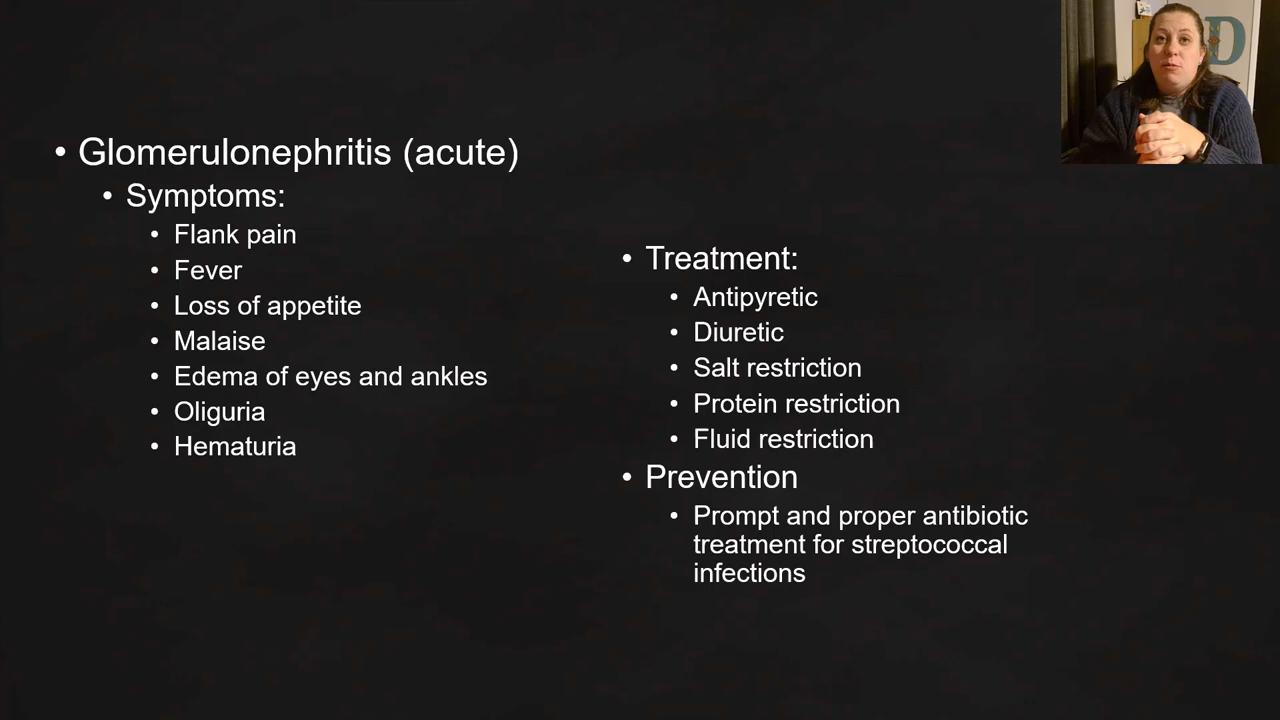 • Glomerulonephritis (acute)
• Symptoms:
• Flank pain
• Fever
• Loss of appetite
• Malaise
• Edema of eyes and ankles
• Oliguria
• Hematuria
• Treatment:
• Antipyretic
• Diuretic
• Salt restriction
• Protein restriction
• Fluid restriction
• Prevention
• Prompt and proper antibiotic
treatment for streptococcal
infections
D